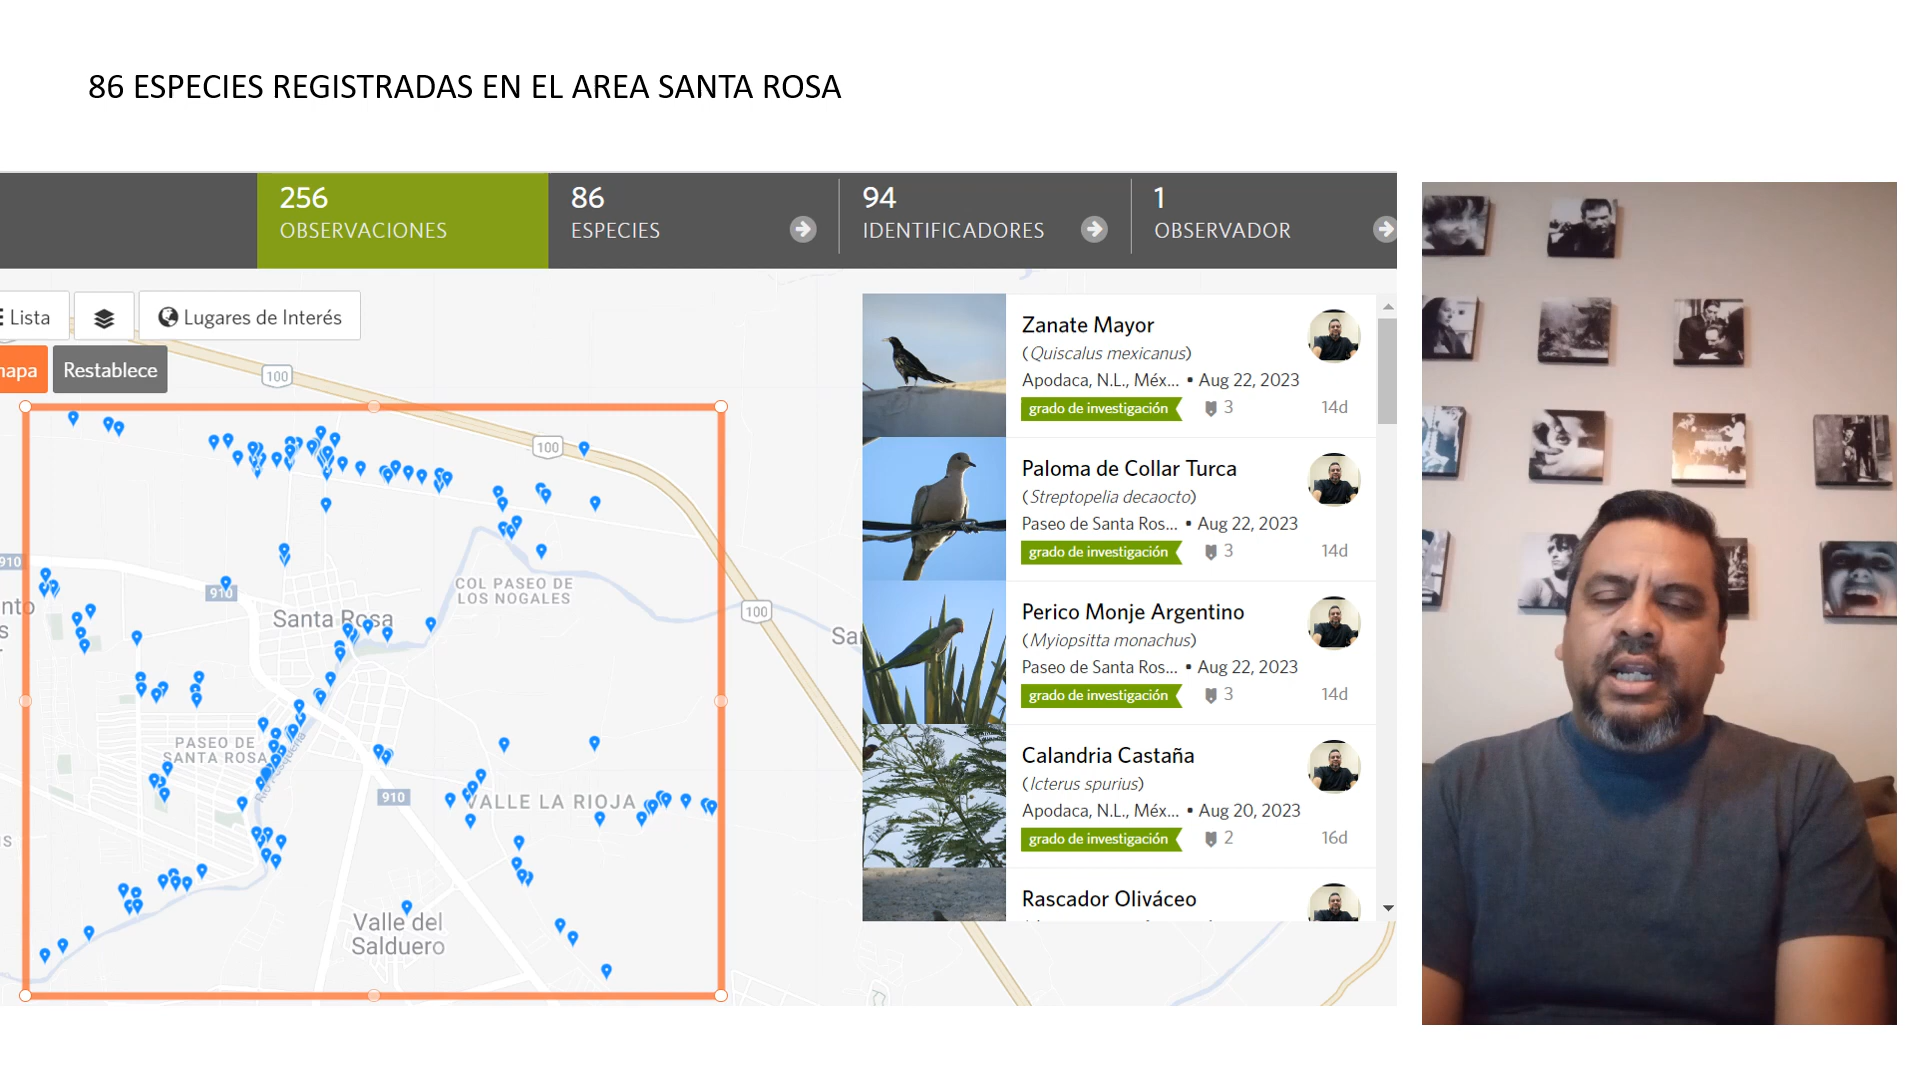 86 ESPECIES REGISTRADAS EN EL AREA SANTA ROSA
256
OBSERVACIONES
86
ESPECIES
94
IDENTIFICADORES
1
OBSERVADOR
Lista
Lugares de Interés
Restablece
100
100
100
910
910
910
COL PASEO DE
LOS NOGALES
Santa Rosa
PASEO DE
SANTA ROSA
VALLE LA RIOJA
Valle del
Salduero
Zanate Mayor
(Quiscalus mexicanus)
Apodaca, N.L., Méx... • Aug 22, 2023
grado de investigación 3 14d
Paloma de Collar Turca
(Streptopelia decaocto)
Paseo de Santa Ros... • Aug 22, 2023
grado de investigación 3 14d
Perico Monje Argentino
(Myiopsitta monachus)
Paseo de Santa Ros... • Aug 22, 2023
grado de investigación 3 14d
Calandria Castaña
(Icterus spurius)
Apodaca, N.L., Méx... • Aug 20, 2023
grado de investigación 2 16d
Rascador Oliváceo